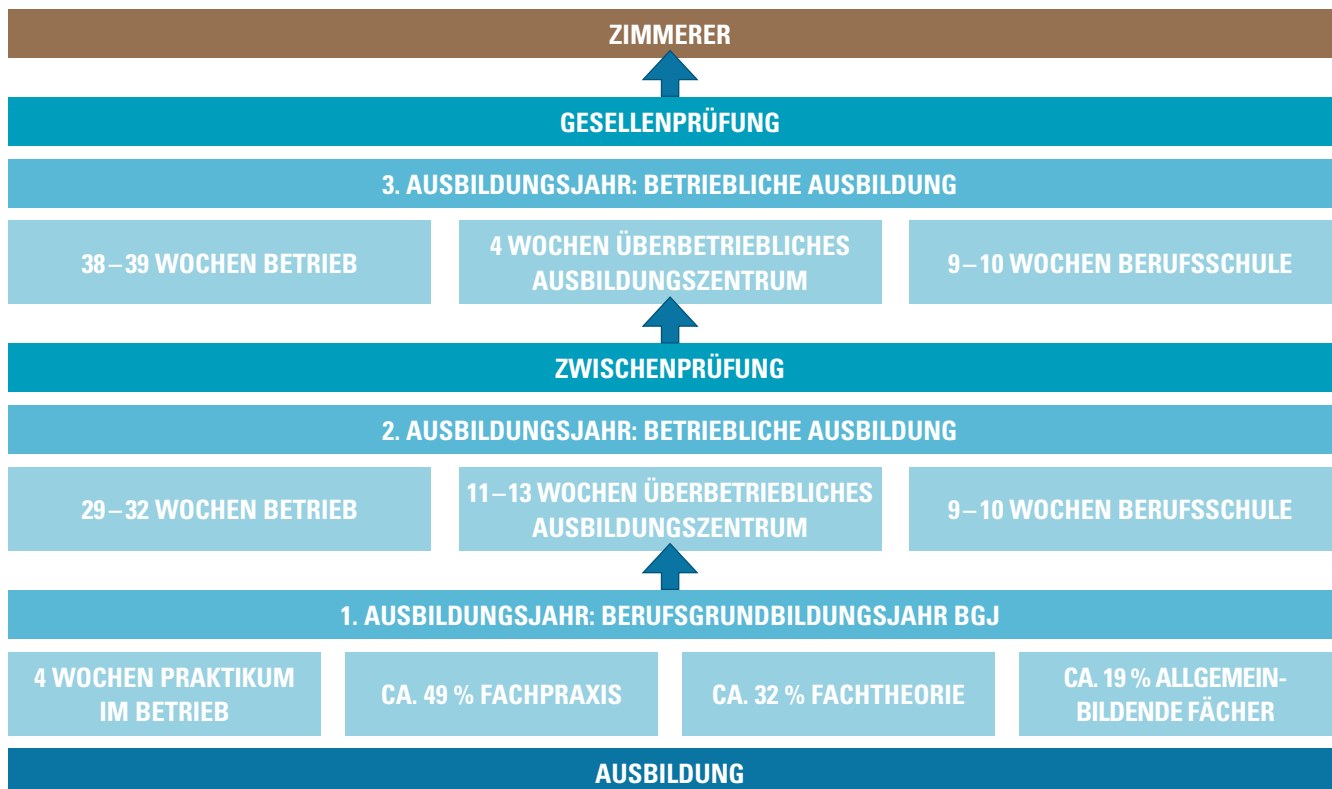 ZIMMERER
GESELLENPRÜFUNG
3. AUSBILDUNGSJAHR: BETRIEBLICHE AUSBILDUNG
38 – 39 WOCHEN BETRIEB
4 WOCHEN ÜBERBETRIEBLICHES
AUSBILDUNGSZENTRUM
9 – 10 WOCHEN BERUFSSCHULE
ZWISCHENPRÜFUNG
2. AUSBILDUNGSJAHR: BETRIEBLICHE AUSBILDUNG
29 – 32 WOCHEN BETRIEB
11 – 13 WOCHEN ÜBERBETRIEBLICHES
AUSBILDUNGSZENTRUM
9 – 10 WOCHEN BERUFSSCHULE
1. AUSBILDUNGSJAHR: BERUFSGRUNDBILDUNGSJAHR BGJ
4 WOCHEN PRAKTIKUM
IM BETRIEB
CA. 49 % FACHPRAXIS
CA. 32 % FACHTHEORIE
CA. 19 % ALLGEMEIN-
BILDENDE FÄCHER
AUSBILDUNG